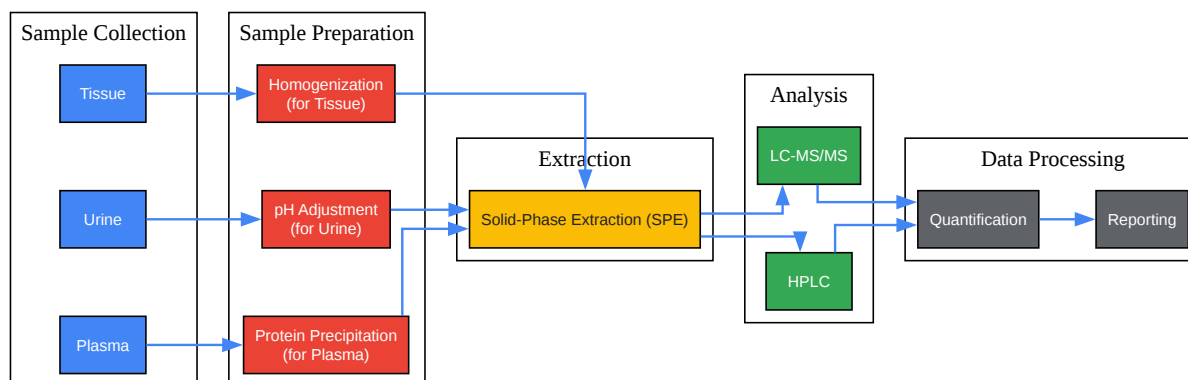 Sample Collection
Tissue
Urine
Plasma
Sample Preparation
Homogenization
(for Tissue)
pH Adjustment
(for Urine)
Protein Precipitation
(for Plasma)
Extraction
Solid-Phase Extraction (SPE)
Analysis
LC-MS/MS
HPLC
Data Processing
Quantification
Reporting